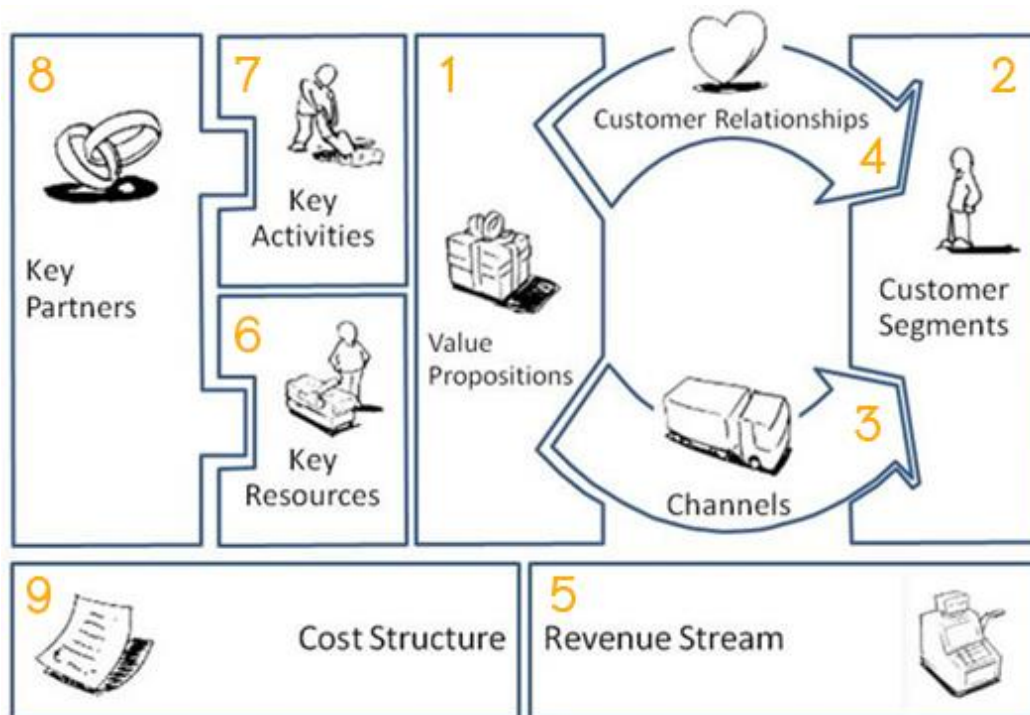 8
Key
Partners
7
Key
Activities
6
Key
Resources
1
Value
Propositions
Customer Relationships
4
3
Channels
2
Customer
Segments
9
Cost Structure
5
Revenue Stream